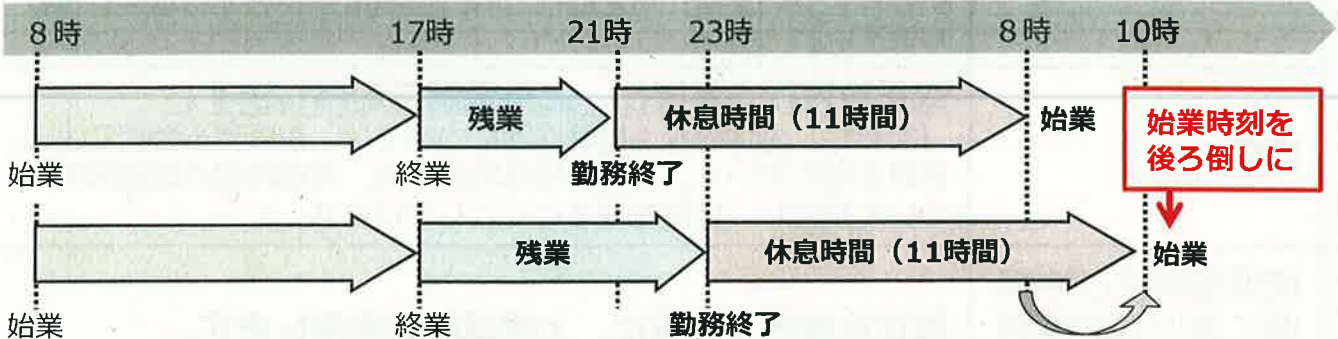 8時 17時 21時 23時 8時 10時
残業 休息時間（11時間） 始業
始業時刻を
後ろ倒しに
始業 終業 勤務終了
残業 休息時間（11時間） 始業
始業 終業 勤務終了